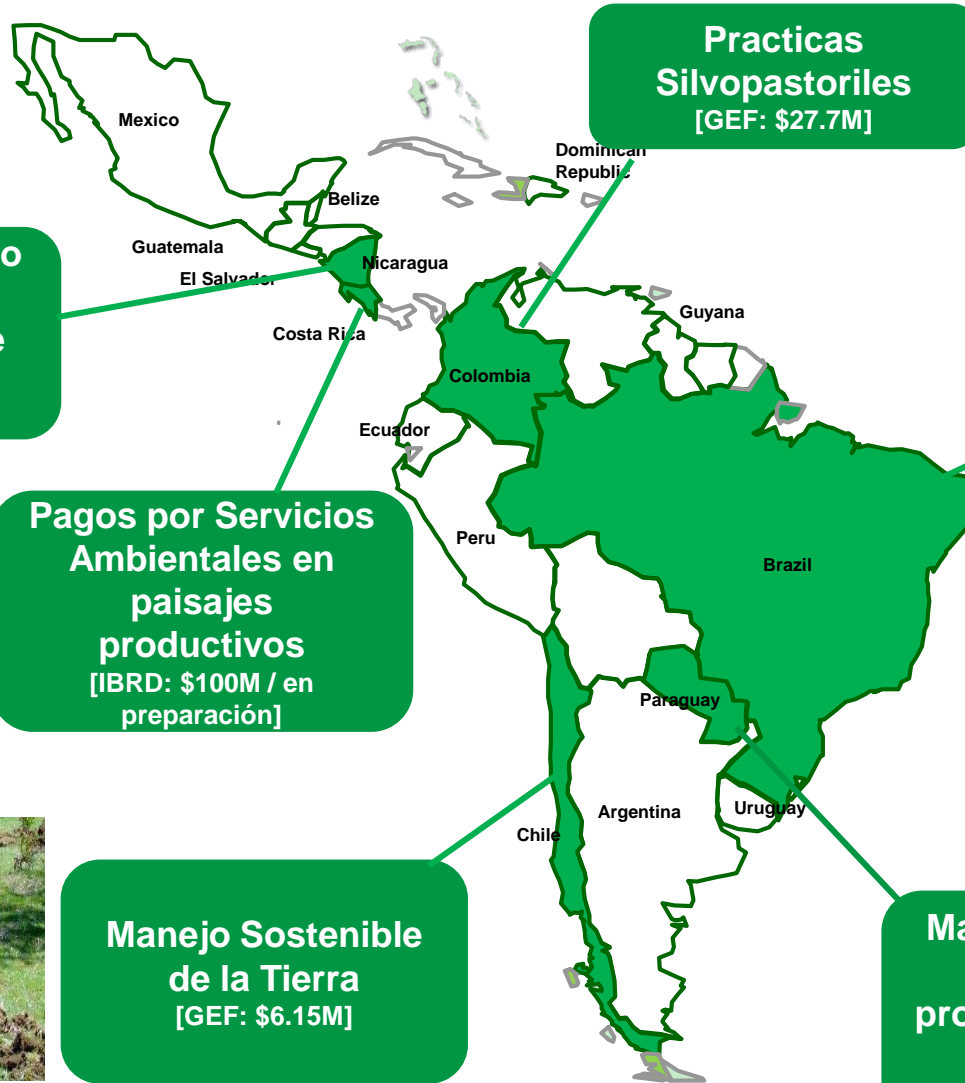 Practicas
Silvopastoriles
[GEF: $27.7M]
Mexico
Dominican
Republic
Belize
Guatemala
Nicaragua
El Salvador
Costa Rica
Guyana
Colombia
Ecuador
o
e
Pagos por Servicios
Ambientales en
paisajes
productivos
[IBRD: $100M / en
preparación]
Peru
Brazil
Paraguay
Argentina
Uruguay
Chile
Manejo Sostenible
de la Tierra
[GEF: $6.15M]
Ma
pro